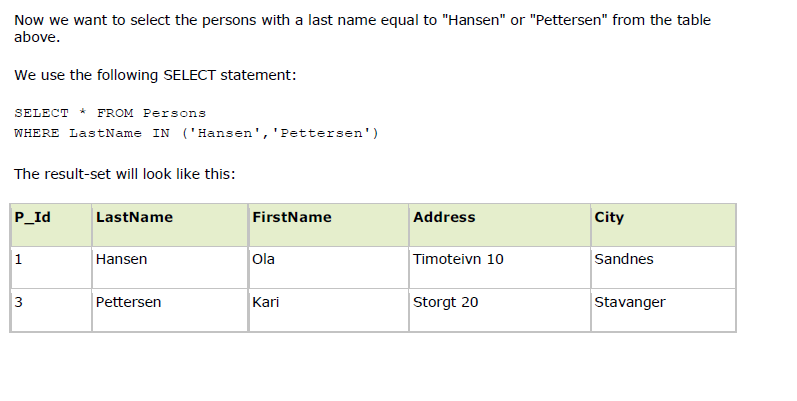 Now we want to select the persons with a last name equal to "Hansen" or "Pettersen" from the table
above.
We use the following SELECT statement:
SELECT * FROM Persons
WHERE LastName IN ('Hansen','Pettersen')
The result-set will look like this:
P_Id LastName FirstName Address City
1 Hansen Ola Timoteivn 10 Sandnes
3 Pettersen Kari Storgt 20 Stavanger